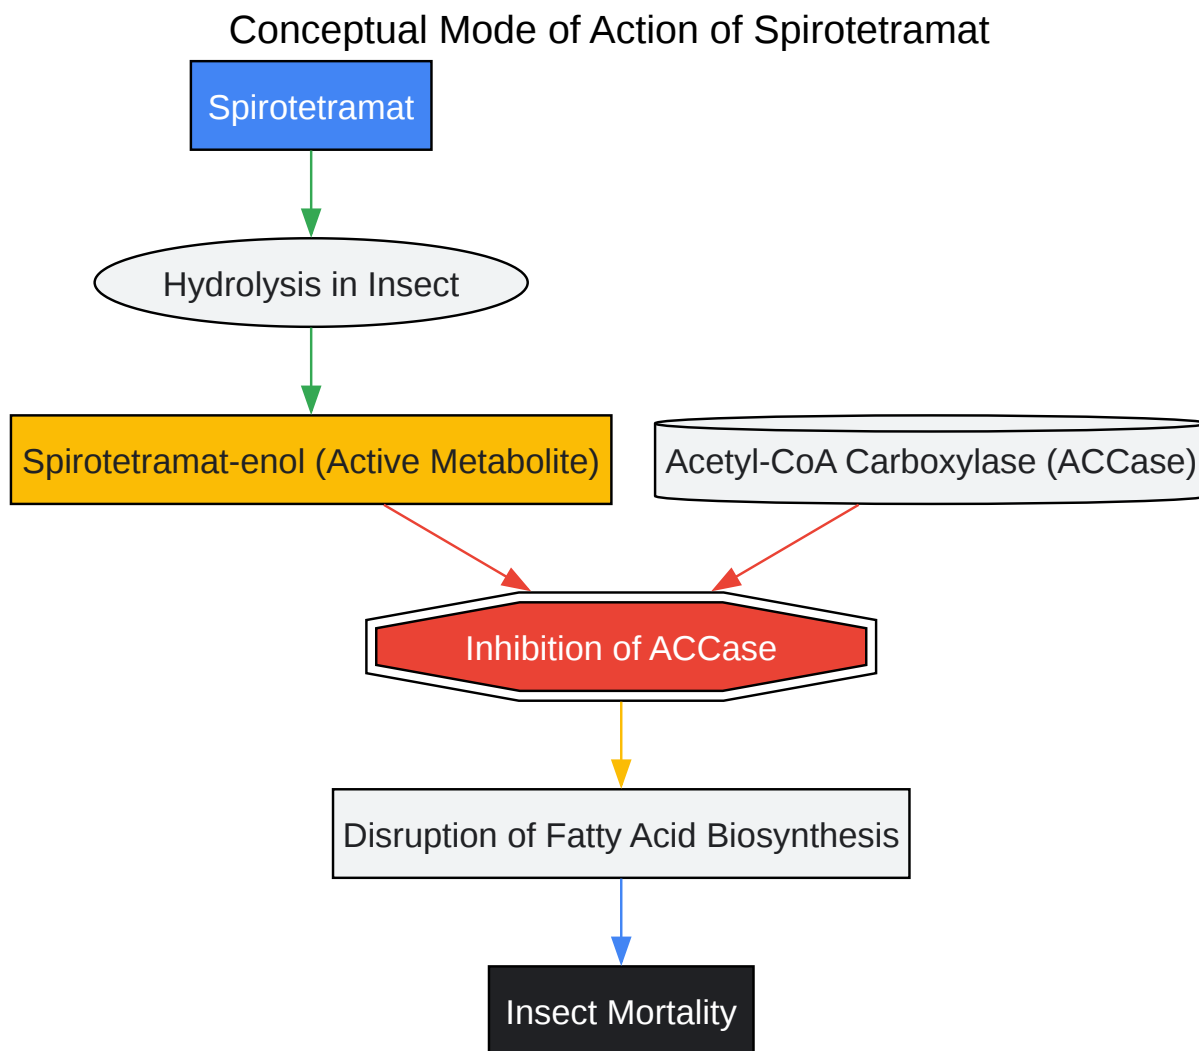 Conceptual Mode of Action of Spirotetramat
Spirotetramat
Hydrolysis in Insect
Spirotetramat-enol (Active Metabolite)
Acetyl-CoA Carboxylase (ACCase)
Inhibition of ACCase
Disruption of Fatty Acid Biosynthesis
Insect Mortality